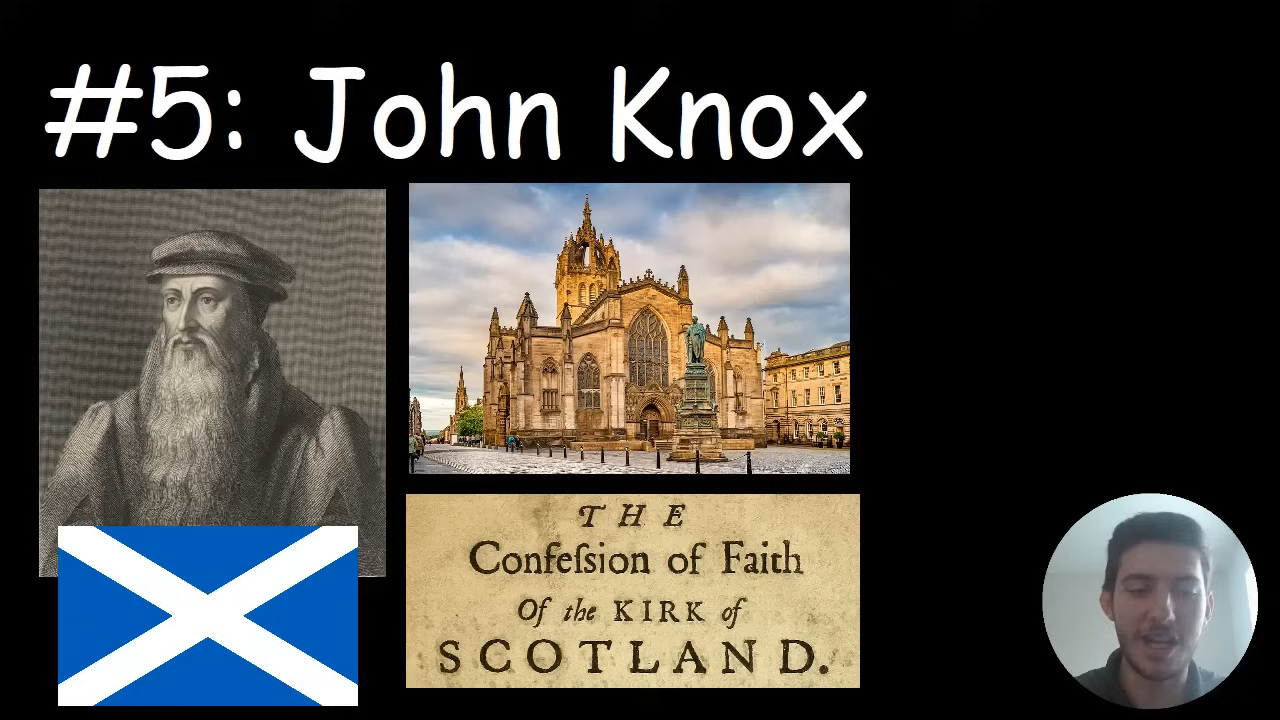 #5: John Knox
THE
Confeſsion of Faith
Of the KIRK of
SCOTLAND.